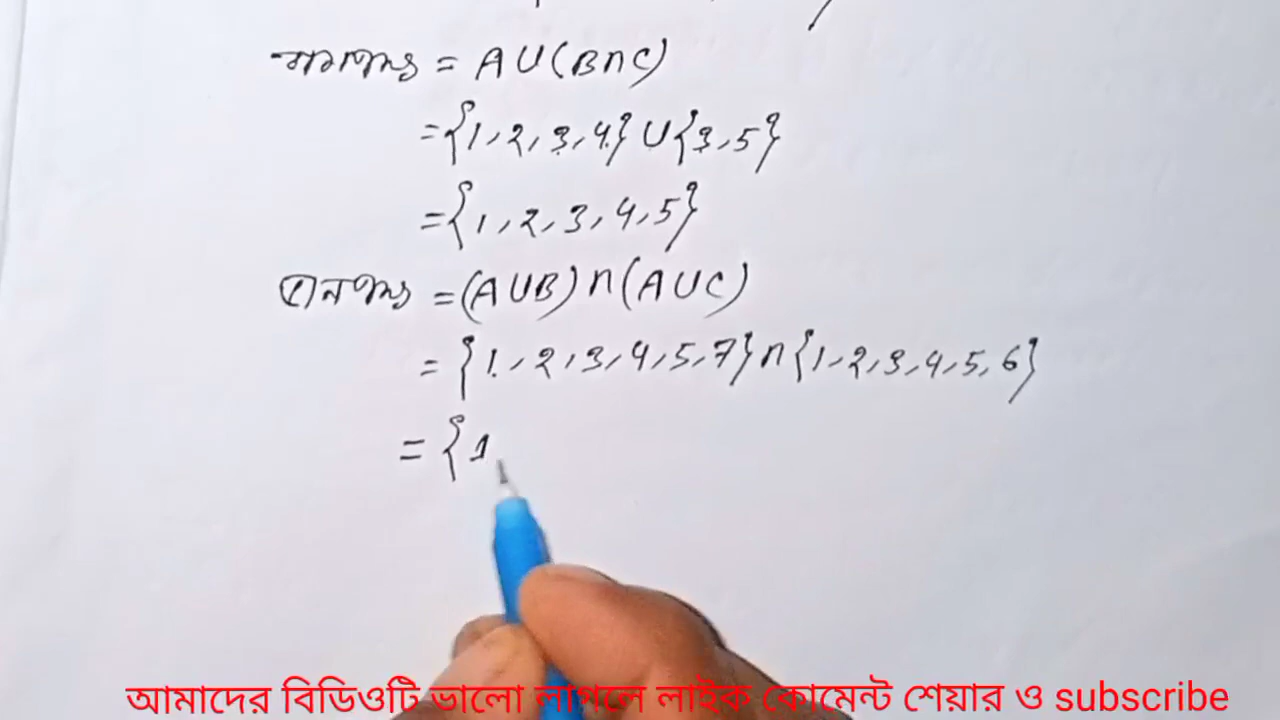 বামপক্ষ = A∪(B∩C)
= {1, 2, 3, 4} ∪ {3, 5}
= {1, 2, 3, 4, 5}
ডানপক্ষ = (A∪B)∩(A∪C)
= {1, 2, 3, 4, 5, 7} ∩ {1, 2, 3, 4, 5, 6}
= {1
আমাদের বিডিওটি ভালো লাগলে লাইক কোমেন্ট শেয়ার ও subscribe